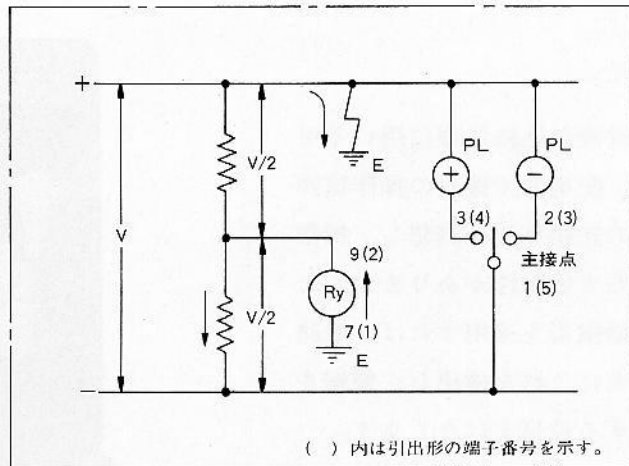 +
E
PL
PL
V/2
+
−
3(4)
2(3)
V
9(2)
主接点
1(5)
Ry
V/2
7(1)
E
−
( ) 内は引出形の端子番号を示す。